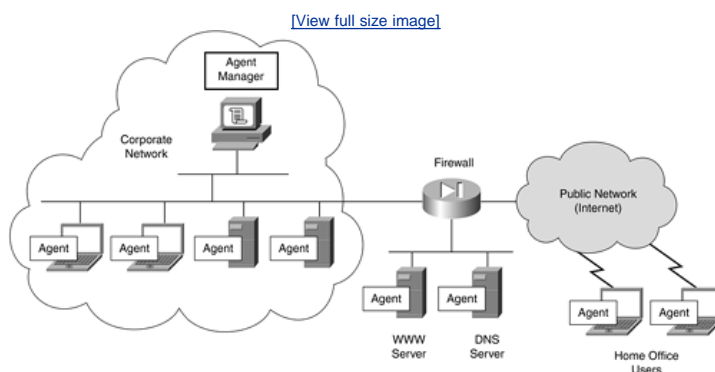 [View full size image]
Agent
Manager
Corporate
Network
Firewall
Public Network
(Internet)
Agent
Agent
Agent
Agent
Agent
Agent
Agent
Agent
WWW
Server
DNS
Server
Home Office
Users